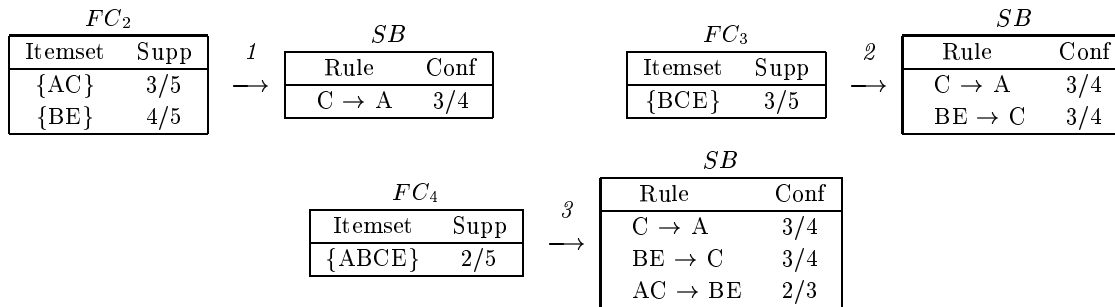 FC2
Itemset Supp
{AC} 3/5
{BE} 4/5
1
→
SB
Rule Conf
C → A 3/4
FC3
Itemset Supp
{BCE} 3/5
2
→
SB
Rule Conf
C → A 3/4
BE → C 3/4
FC4
Itemset Supp
{ABCE} 2/5
3
→
SB
Rule Conf
C → A 3/4
BE → C 3/4
AC → BE 2/3